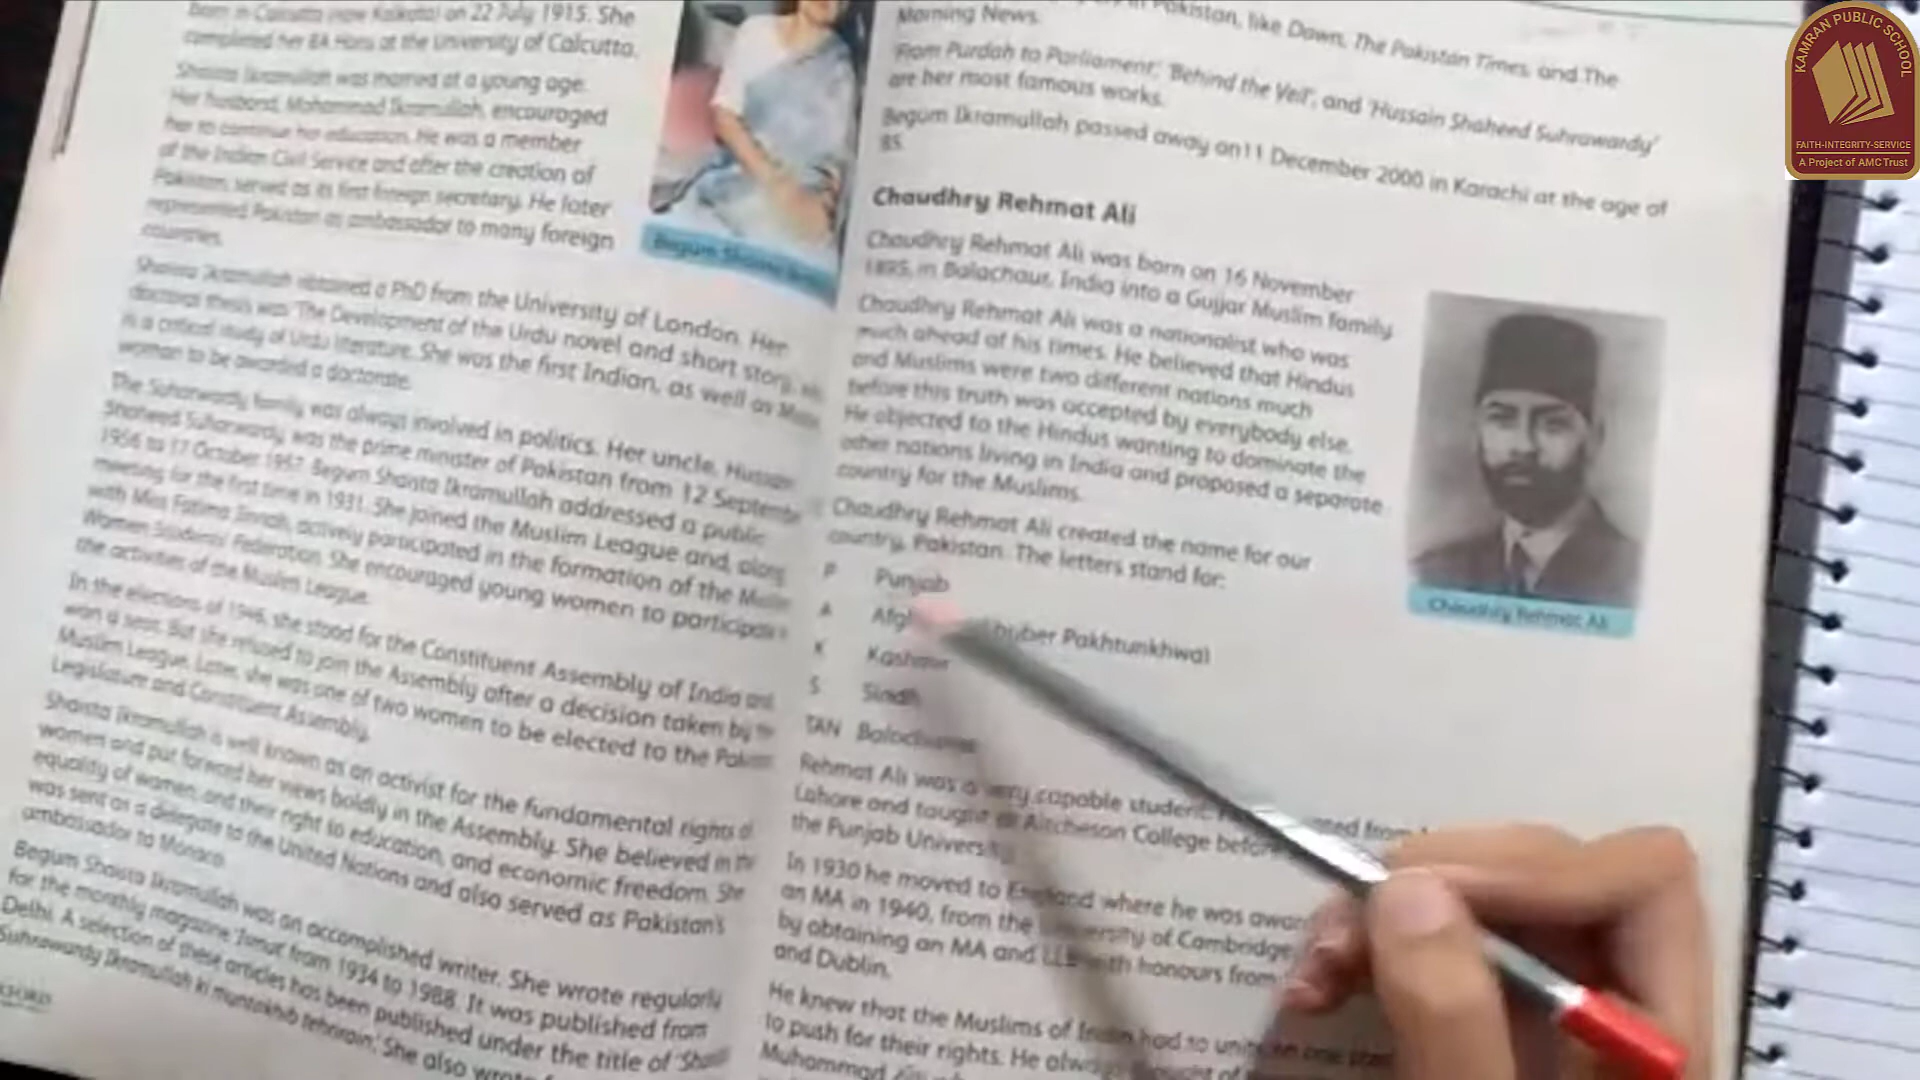 born in Calcutta (now Kolkata) on 22 July 1915. She
completed her BA Hons at the University of Calcutta.
Shaista Ikramullah was married at a young age.
Her husband, Mohammad Ikramullah, encouraged
her to continue her education. He was a member
of the Indian Civil Service and after the creation of
Pakistan, served as its first foreign secretary. He later
represented Pakistan as ambassador to many foreign
countries.
Begum Shaista
Shaista Ikramullah obtained a PhD from the University of London. Her
doctoral thesis was 'The Development of the Urdu novel and short story,
is a critical study of Urdu literature. She was the first Indian, as well as
woman to be awarded a doctorate.
The Suharwardy family was always involved in politics. Her uncle,
Shaheed Suharwardy was the prime minister of Pakistan from 12
1956 to 17 October 1957. Begum Shaista Ikramullah addressed a public
meeting for the first time in 1931. She joined the Muslim League and, along
with Miss Fatima Jinnah, actively participated in the formation of the
Women Students' Federation. She encouraged young women to participate
the activities of the Muslim League.
In the elections of 1946, she stood for the Constituent Assembly of India and
won a seat. But she refused to join the Assembly after a decision taken by
Muslim League. Later, she was one of two women to be elected to the
Legislature and Constituent Assembly.
Shaista Ikramullah is well known as an activist for the fundamental rights of
women and put forward her views boldly in the Assembly. She believed in
equality of women, and their right to education, and economic freedom. She
was sent as a delegate to the United Nations and also served as Pakistan's
ambassador to Monaco.
Begum Shaista Ikramullah was an accomplished writer. She wrote regularly
for the monthly magazine from 1934 to 1988. It was published from
Delhi. A selection of these articles has been published under the title of
Suhrawardy Ikramullah ki muntakhib tehrirain.' She also wrote
in Pakistan, like Dawn, The Pakistan Times, and The
Morning News.
'From Purdah to Parliament', 'Behind the Veil', and 'Hussain Shaheed Suhrawardy'
are her most famous works.
Begum Ikramullah passed away on11 December 2000 in Karachi at the age of
85.
Chaudhry Rehmat Ali
Chaudhry Rehmat Ali was born on 16 November
1895, in Balachaur, India into a Gujjar Muslim family.
Chaudhry Rehmat Ali was a nationalist who was
much ahead of his times. He believed that Hindus
and Muslims were two different nations much
before this truth was accepted by everybody else.
He objected to the Hindus wanting to dominate the
other nations living in India and proposed a separate
country for the Muslims.
Chaudhry Rehmat Ali
Chaudhry Rehmat Ali created the name for our
country, Pakistan. The letters stand for:
P Punjab
A Pakhtunkhwa)
K Kashmir
S Sindh
TAN
Rehmat Ali was a very capable student.
Lahore and taught at Aitcheson College before
the Punjab
In 1930 he moved to England where he was
an MA in 1940, from the University of Cambridge,
by obtaining an MA and LLB with honours from
and Dublin.
He knew that the Muslims of India had to
to push for their rights. He
Muhammad
KAMRAN PUBLIC SCHOOL
FAITH-INTEGRITY-SERVICE
A Project of AMC Trust